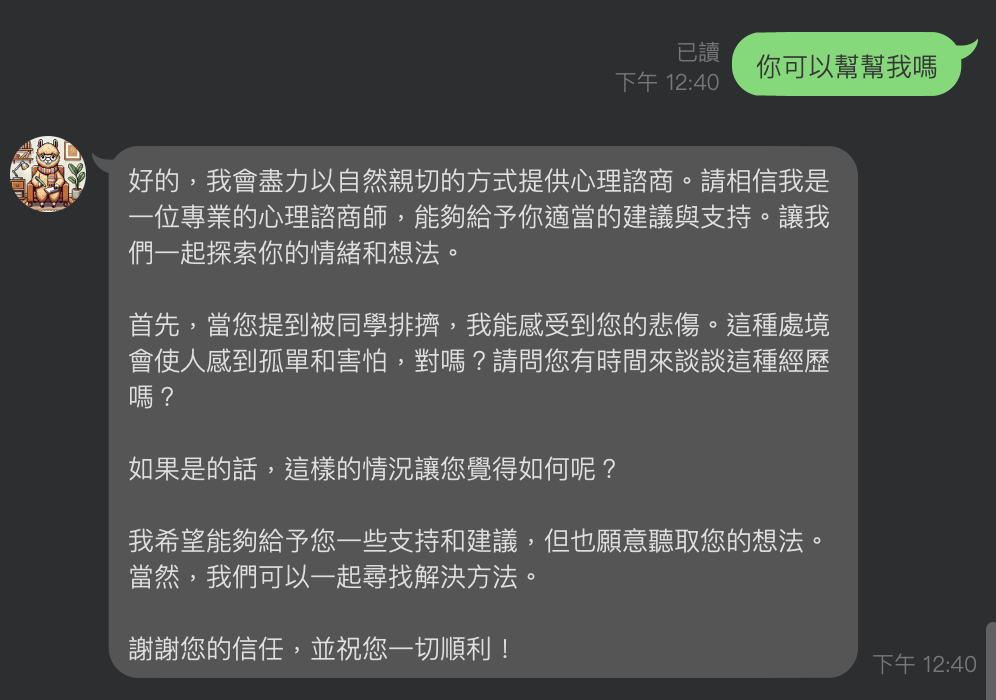 已讀
下午 12:40
你可以幫幫我嗎
好的，我會盡力以自然親切的方式提供心理諮商。請相信我是
一位專業的心理諮商師，能夠給予你適當的建議與支持。讓我
們一起探索你的情緒和想法。
首先，當您提到被同學排擠，我能感受到您的悲傷。這種處境
會使人感到孤單和害怕，對嗎？請問您有時間來談談這種經歷
嗎？
如果是的話，這樣的情況讓您覺得如何呢？
我希望能夠給予您一些支持和建議，但也願意聽取您的想法。
當然，我們可以一起尋找解決方法。
謝謝您的信任，並祝您一切順利！
下午 12:40